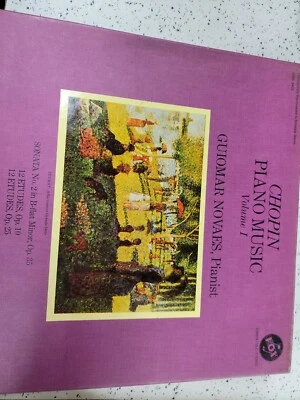 CHOPIN
PIANO MUSIC
Volume I
GUIOMAR NOVAES, Pianist
SONATA No. 2 in B-flat Minor, Op. 35
12 ETUDES, Op. 10
12 ETUDES, Op. 25
VOX